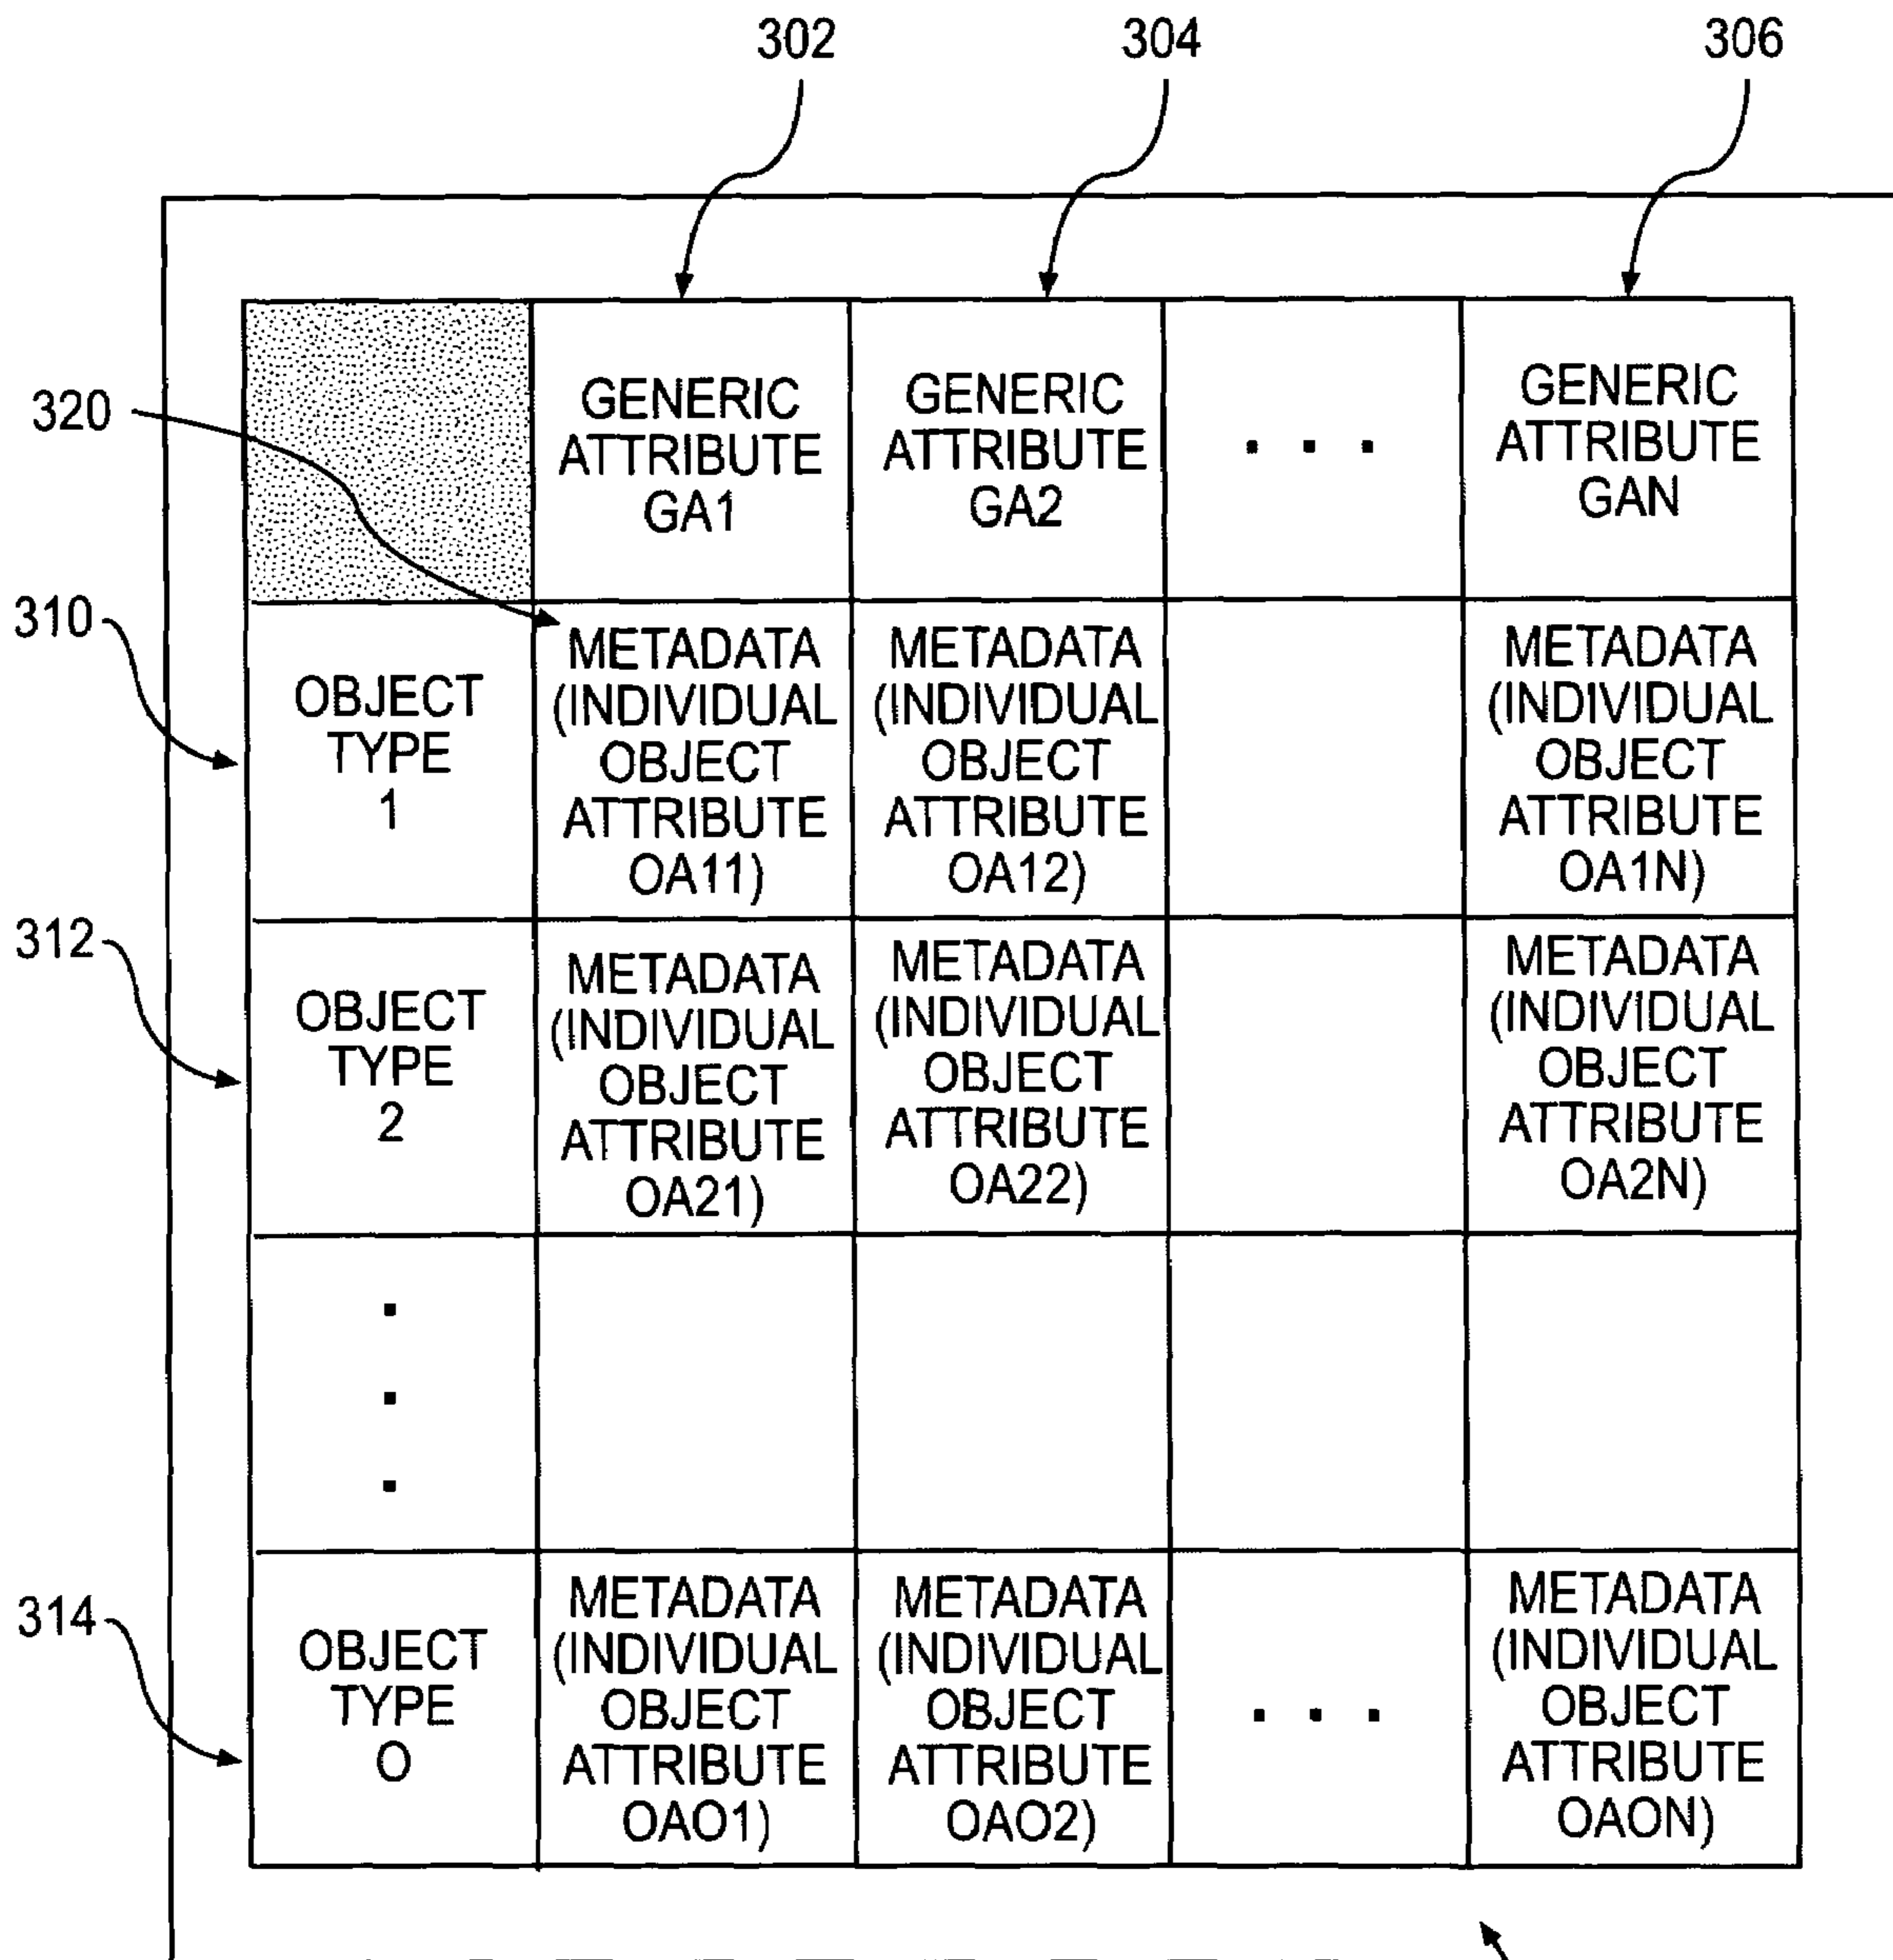 302 304 306
GENERIC ATTRIBUTE GA1
GENERIC ATTRIBUTE GA2
. . .
GENERIC ATTRIBUTE GAN
320
310
OBJECT TYPE 1
METADATA (INDIVIDUAL OBJECT ATTRIBUTE OA11)
METADATA (INDIVIDUAL OBJECT ATTRIBUTE OA12)
METADATA (INDIVIDUAL OBJECT ATTRIBUTE OA1N)
312
OBJECT TYPE 2
METADATA (INDIVIDUAL OBJECT ATTRIBUTE OA21)
METADATA (INDIVIDUAL OBJECT ATTRIBUTE OA22)
METADATA (INDIVIDUAL OBJECT ATTRIBUTE OA2N)
.
.
.
314
OBJECT TYPE O
METADATA (INDIVIDUAL OBJECT ATTRIBUTE OAO1)
METADATA (INDIVIDUAL OBJECT ATTRIBUTE OAO2)
. . .
METADATA (INDIVIDUAL OBJECT ATTRIBUTE OAON)